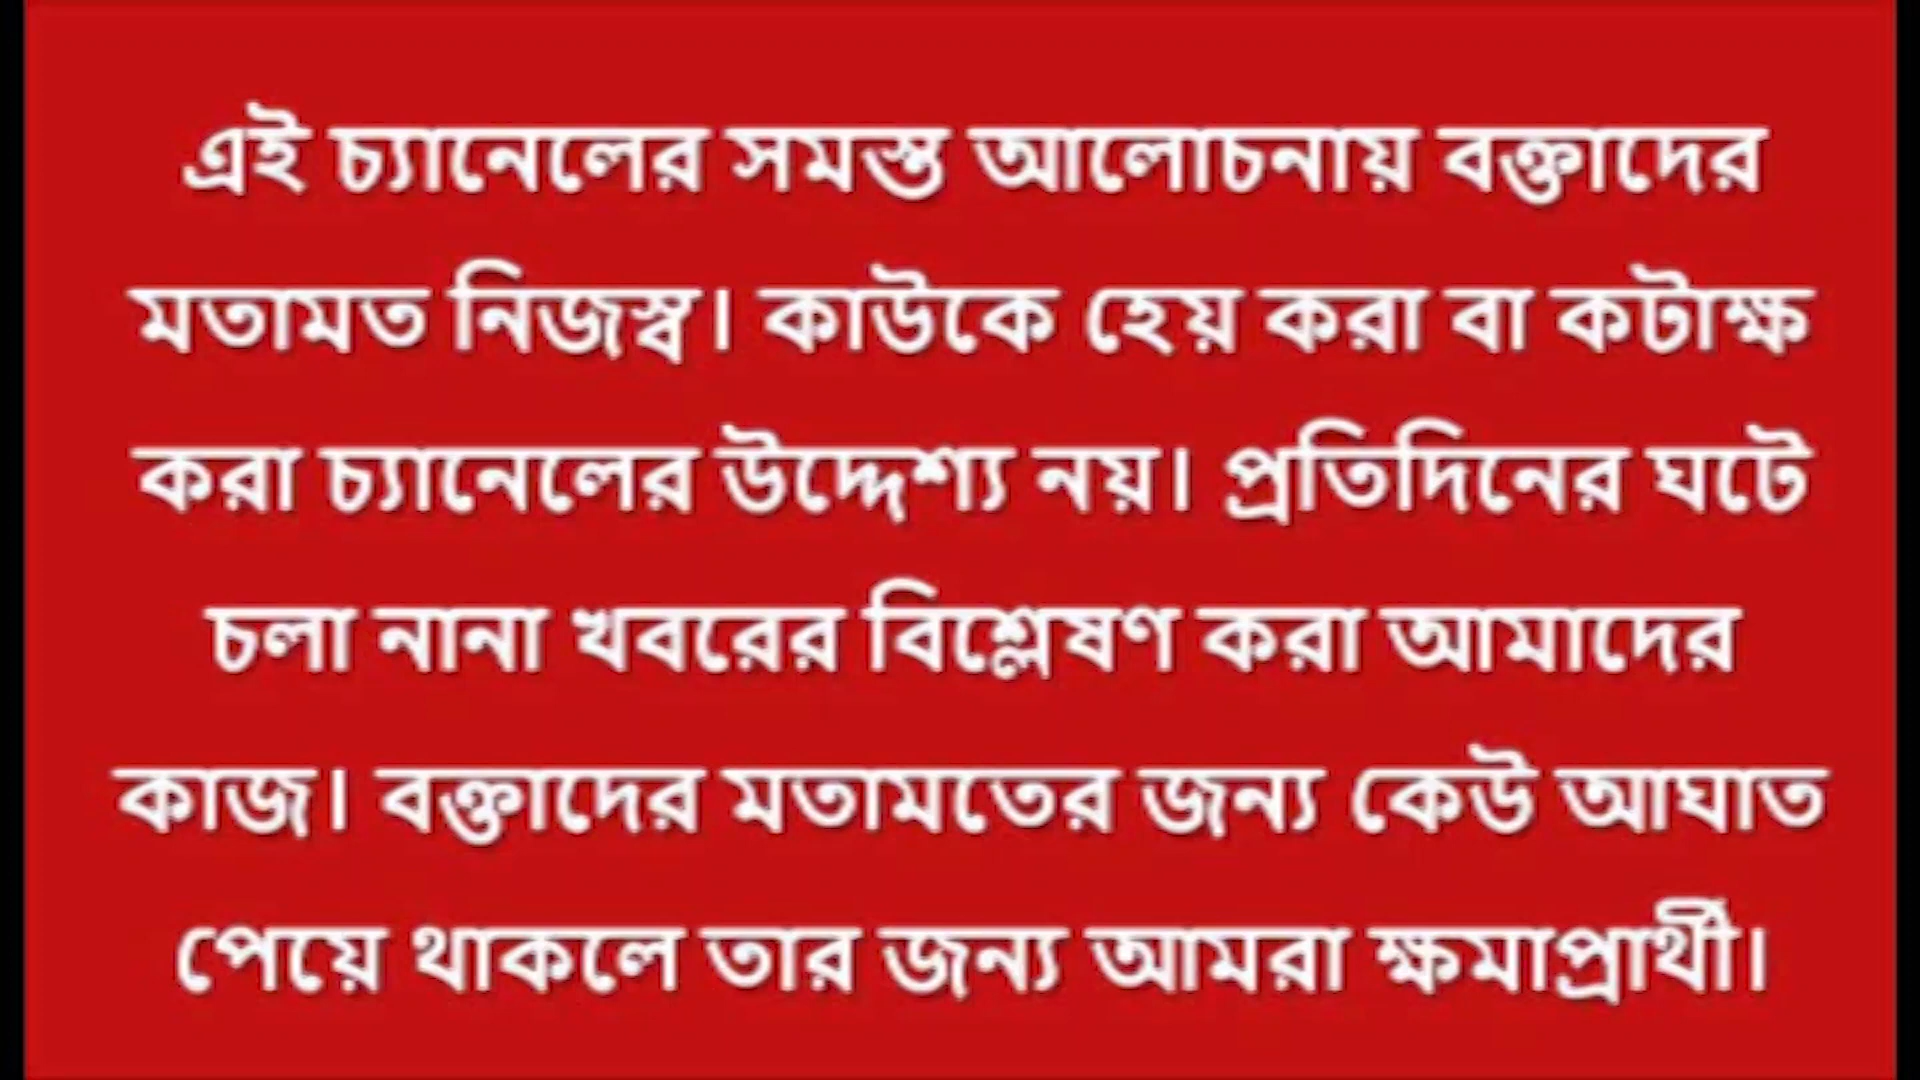 এই চ্যানেলের সমস্ত আলোচনায় বক্তাদের
মতামত নিজস্ব। কাউকে হেয় করা বা কটাক্ষ
করা চ্যানেলের উদ্দেশ্য নয়। প্রতিদিনের ঘটে
চলা নানা খবরের বিশ্লেষণ করা আমাদের
কাজ। বক্তাদের মতামতের জন্য কেউ আঘাত
পেয়ে থাকলে তার জন্য আমরা ক্ষমাপ্রার্থী।